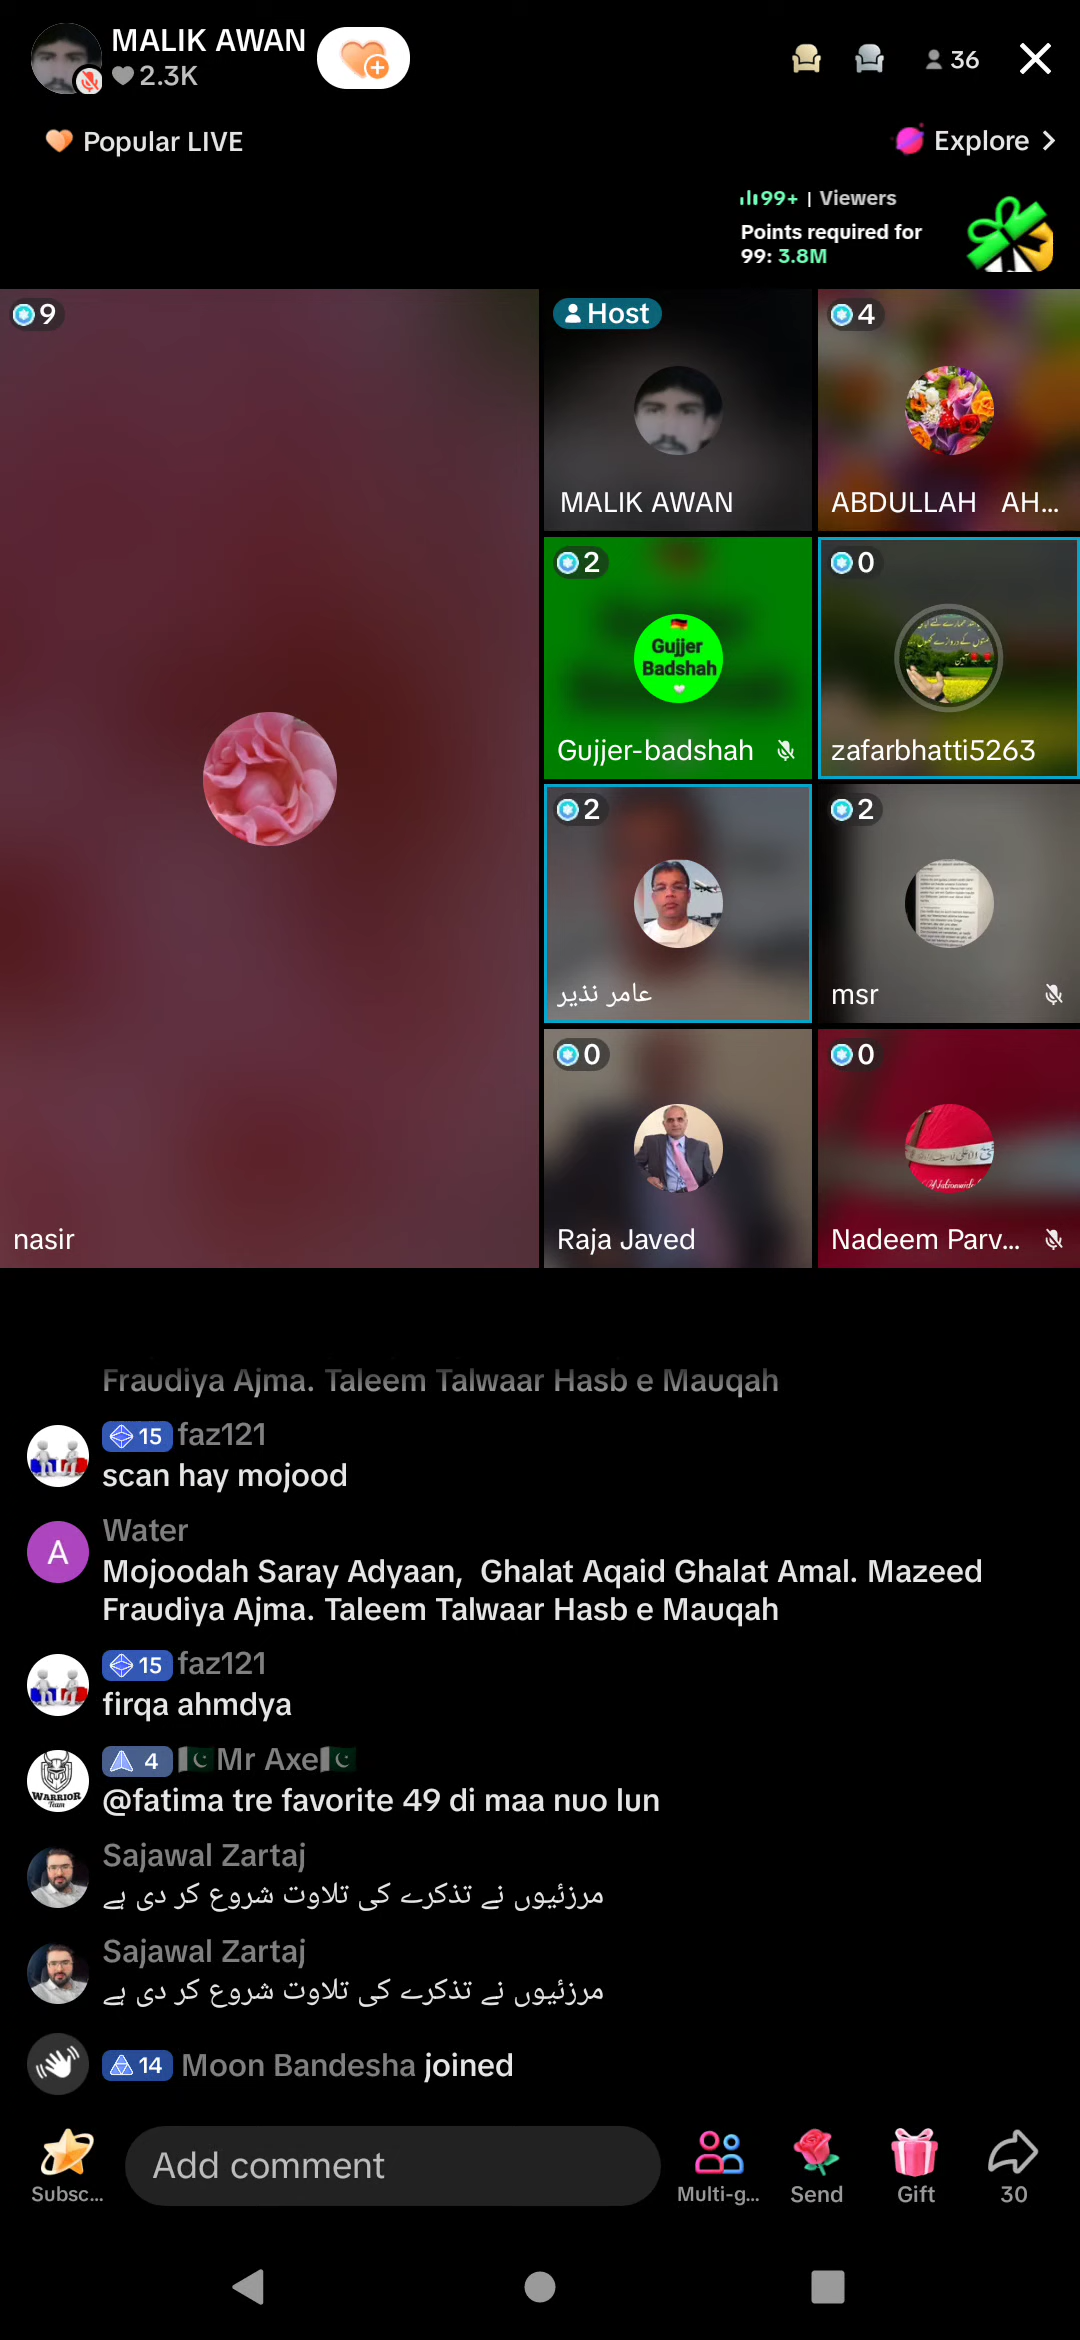 MALIK AWAN
2.3K
36
Popular LIVE
Explore
99+ | Viewers
Points required for
99: 3.8M
9
Host
4
MALIK AWAN
ABDULLAH AH...
2
0
Gujjer
Badshah
Gujjer-badshah
zafarbhatti5263
2
2
عامر نذیر
msr
0
0
nasir
Raja Javed
Nadeem Parv...
Fraudiya Ajma. Taleem Talwaar Hasb e Mauqah
15 faz121
scan hay mojood
A
Water
Mojoodah Saray Adyaan, Ghalat Aqaid Ghalat Amal. Mazeed
Fraudiya Ajma. Taleem Talwaar Hasb e Mauqah
15 faz121
firqa ahmdya
WARRIOR
Team
4 🇵🇰Mr Axe🇵🇰
@fatima tre favorite 49 di maa nuo lun
Sajawal Zartaj
مرزئیوں نے تذکرے کی تلاوت شروع کر دی ہے
Sajawal Zartaj
مرزئیوں نے تذکرے کی تلاوت شروع کر دی ہے
14 Moon Bandesha joined
Add comment
Subsc...
Multi-g...
Send
Gift
30